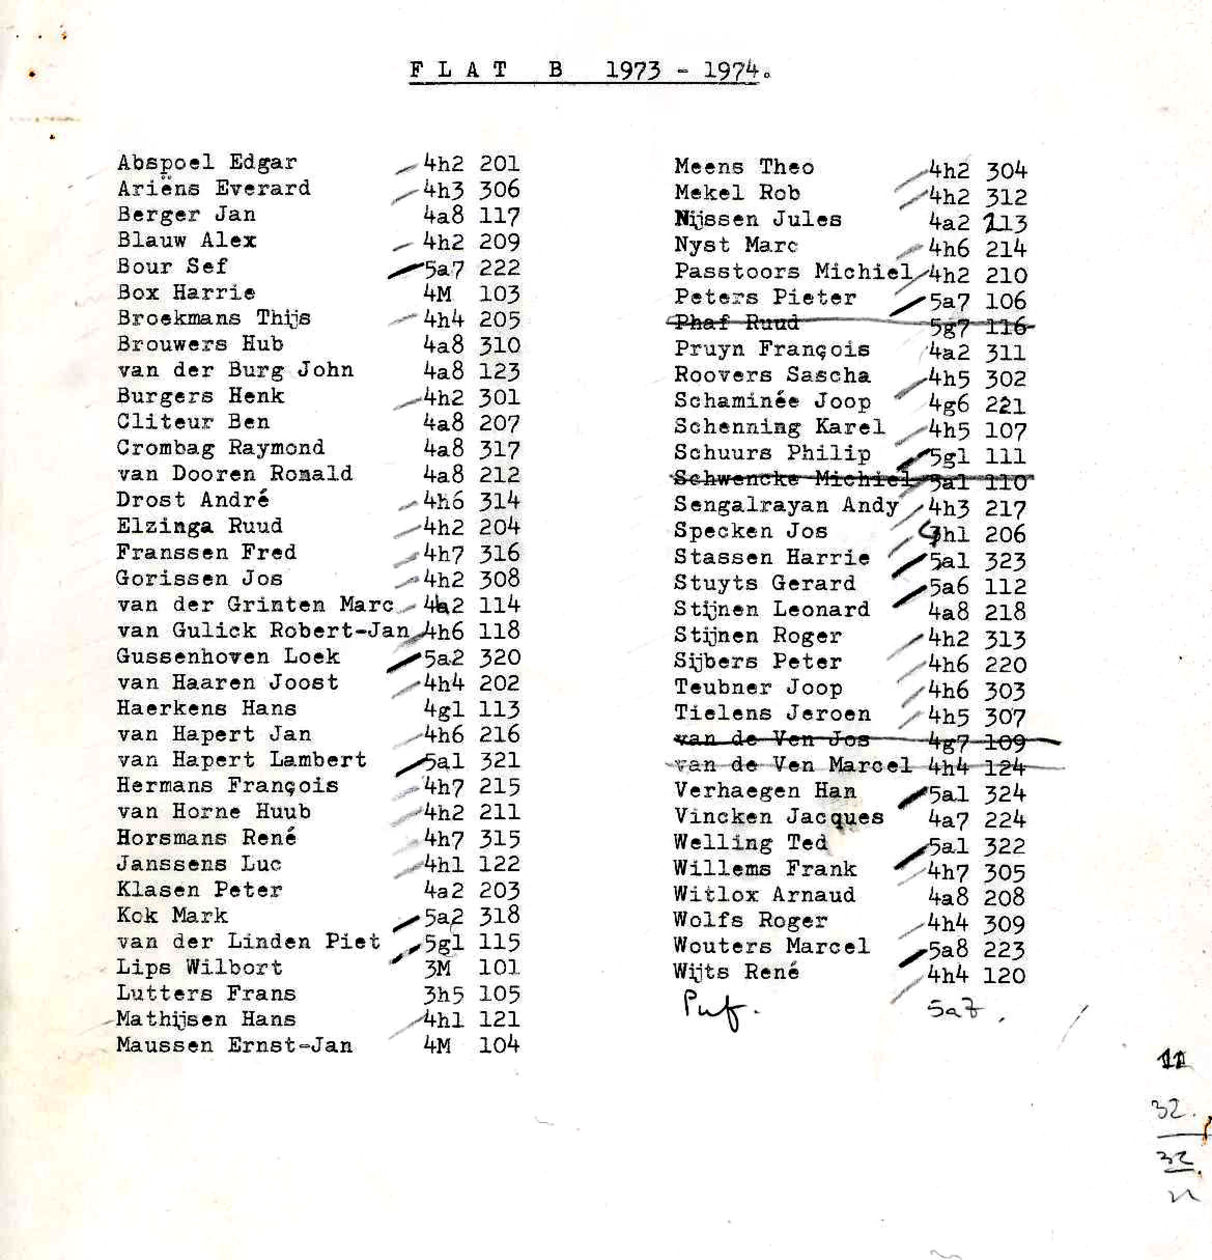 F L A T B 1973 - 1974.
Abspoel Edgar 4h2 201
Ariëns Everard 4h3 306
Berger Jan 4a8 117
Blauw Alex 4h2 209
Bour Sef 5a7 222
Box Harrie 4M 103
Broekmans Thijs 4h4 205
Brouwers Hub 4a8 310
van der Burg John 4a8 123
Burgers Henk 4h2 301
Cliteur Ben 4a8 207
Crombag Raymond 4a8 317
van Dooren Ronald 4a8 212
Drost André 4h6 314
Elzinga Ruud 4h2 204
Franssen Fred 4h7 316
Gorissen Jos 4h2 308
van der Grinten Marc 4h2 114
van Gulick Robert-Jan 4h6 118
Gussenhoven Loek 5a2 320
van Haaren Joost 4h4 202
Haerkens Hans 4g1 113
van Hapert Jan 4h6 216
van Hapert Lambert 5a1 321
Hermans François 4h7 215
van Horne Huub 4h2 211
Horsmans René 4h7 315
Janssens Luc 4h1 122
Klasen Peter 4a2 203
Kok Mark 5a2 318
van der Linden Piet 5g1 115
Lips Wilbort 3M 101
Lutters Frans 3h5 105
Mathijsen Hans 4h1 121
Maussen Ernst-Jan 4M 104
Meens Theo 4h2 304
Mekel Rob 4h2 312
Nijssen Jules 4a2 213
Nyst Marc 4h6 214
Passtoors Michiel 4h2 210
Peters Pieter 5a7 106
Phaf Ruud 5g7 116
Pruyn François 4a2 311
Roovers Sascha 4h5 302
Schaminée Joop 4g6 221
Schenning Karel 4h5 107
Schuurs Philip 5g1 111
Schwencke Michiel 5a1 110
Sengalrayan Andy 4h3 217
Specken Jos 4h1 206
Stassen Harrie 5a1 323
Stuyts Gerard 5a6 112
Stijnen Leonard 4a8 218
Stijnen Roger 4h2 313
Sijbers Peter 4h6 220
Teubner Joop 4h6 303
Tielens Jeroen 4h5 307
van de Ven Jos 4g7 109
van de Ven Marcel 4h4 124
Verhaegen Han 5a1 324
Vincken Jacques 4a7 224
Welling Ted 5a1 322
Willems Frank 4h7 305
Witlox Arnaud 4a8 208
Wolfs Roger 4h4 309
Wouters Marcel 5a8 223
Wijts René 4h4 120
Puf. 5a7.
11
32.
32